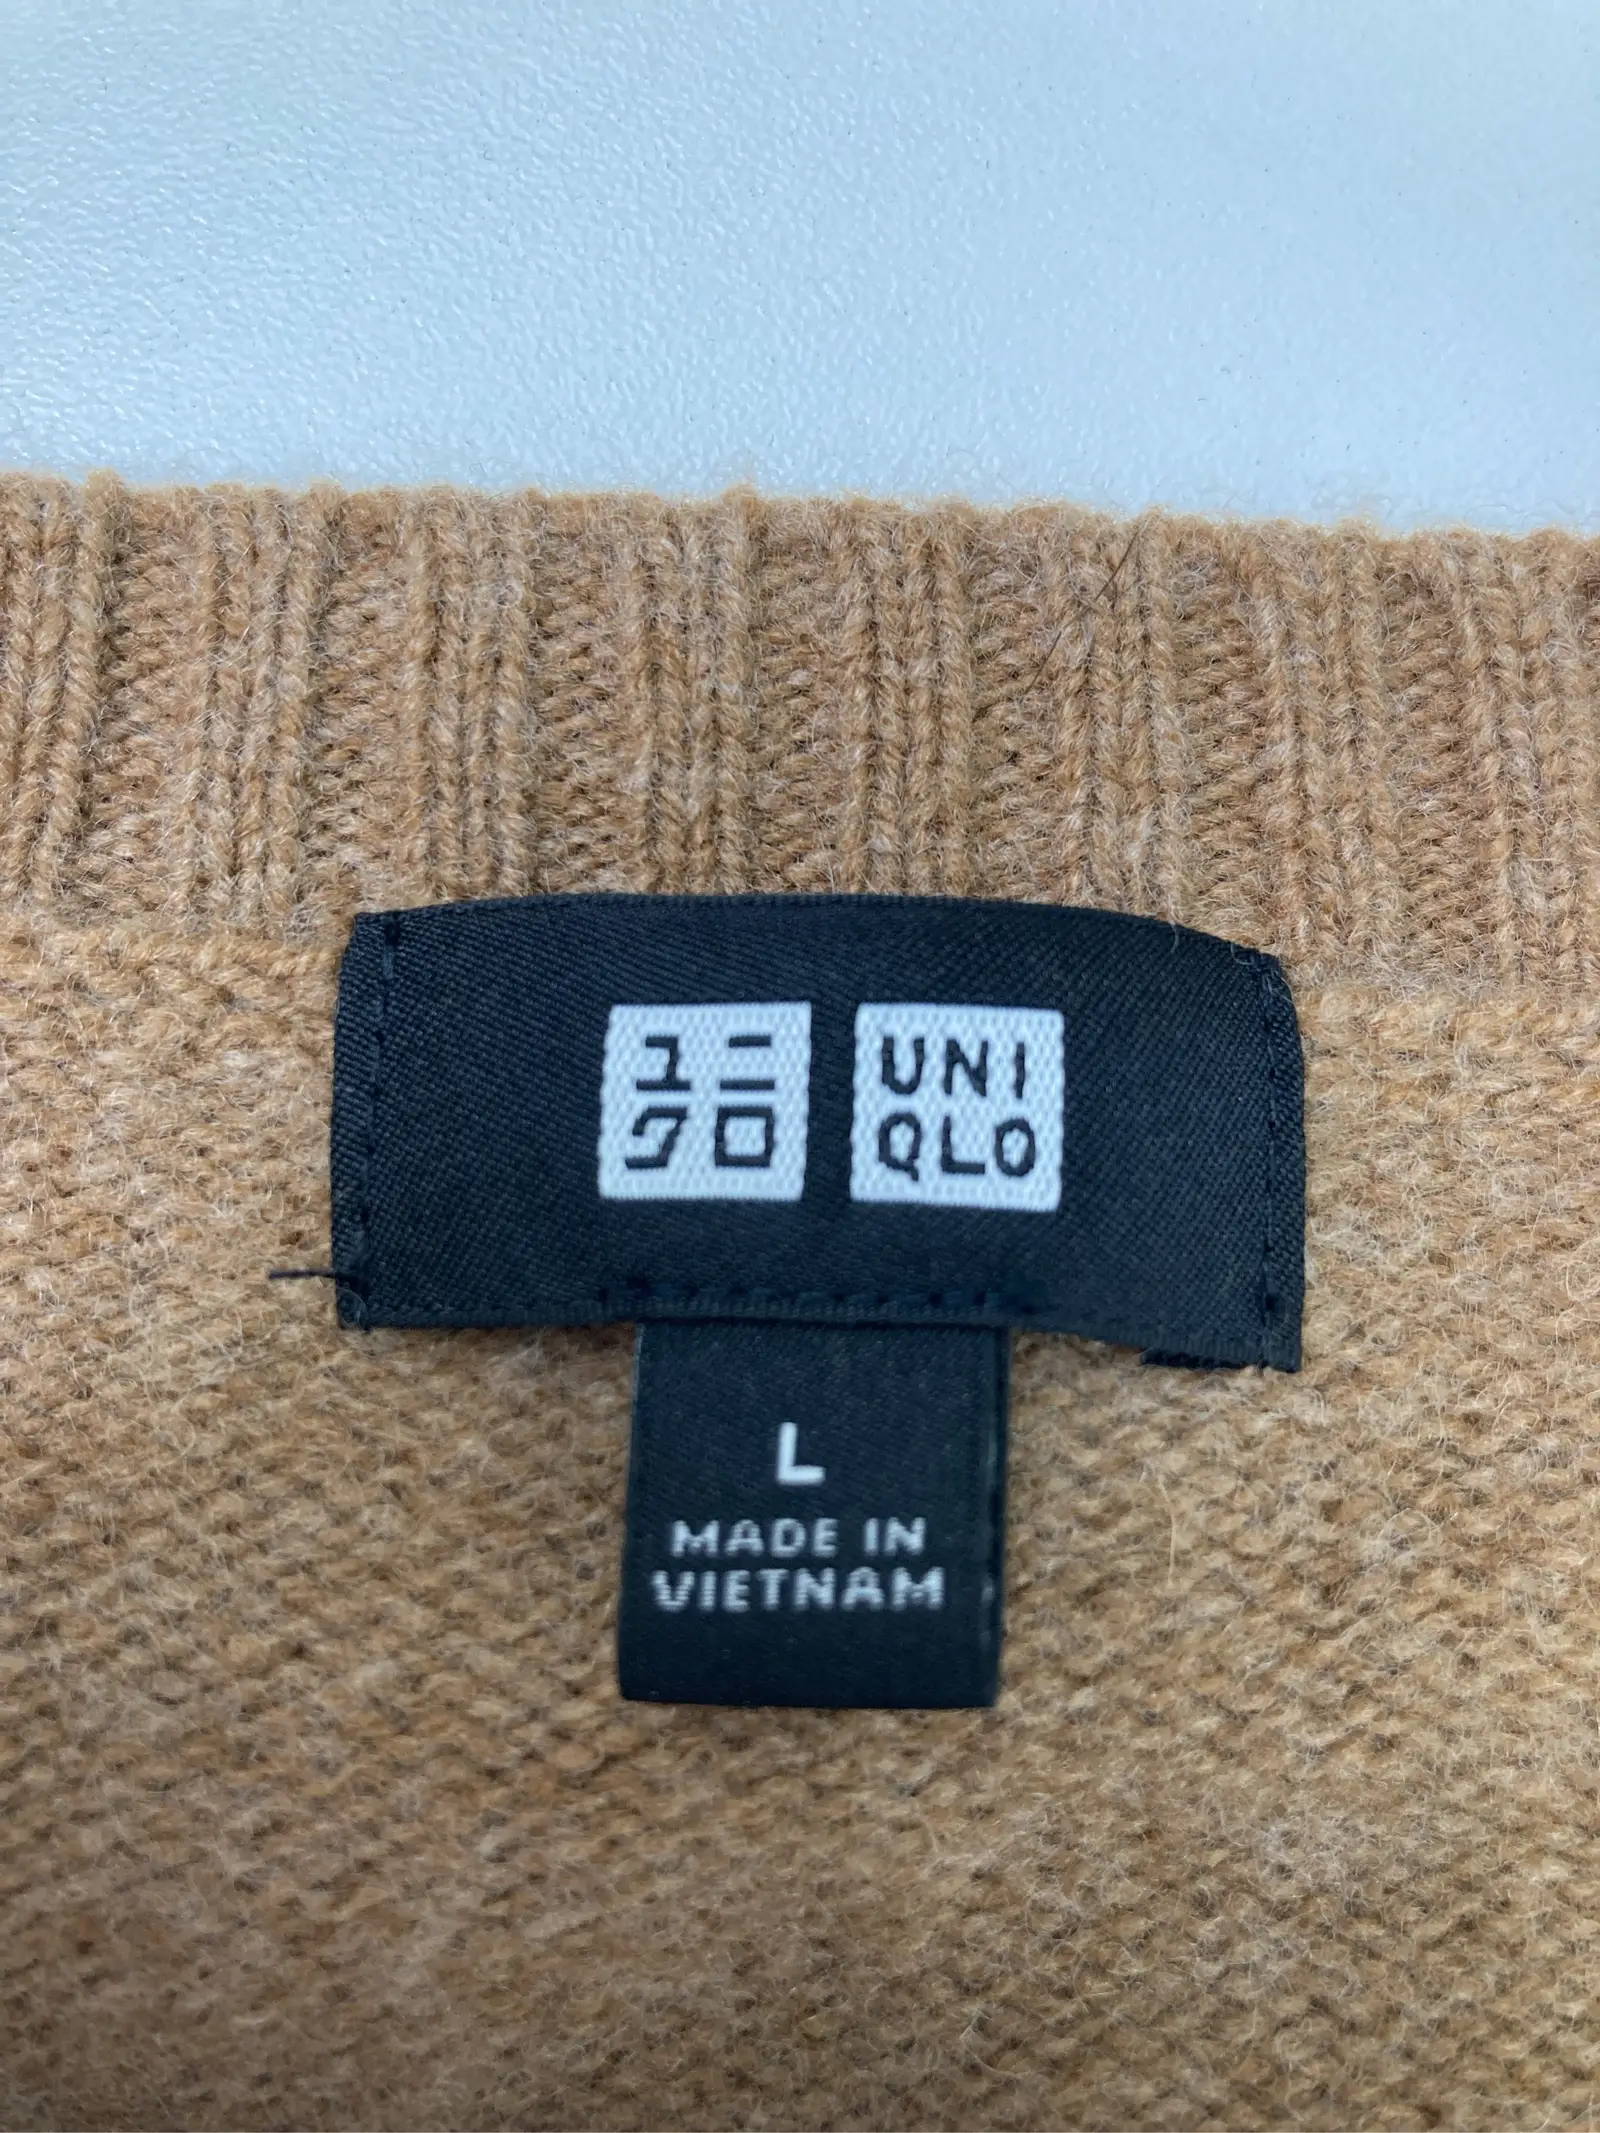 ユニ
クロ
UNI
QLO
L
MADE IN
VIETNAM